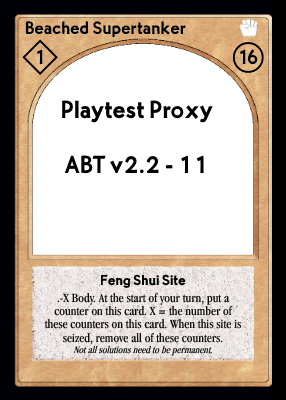 Beached Supertanker
1
16
Playtest Proxy
ABT v2.2 - 11
Feng Shui Site
.-X Body. At the start of your turn, put a
counter on this card. X = the number of
these counters on this card. When this site is
seized, remove all of these counters.
Not all solutions need to be permanent.